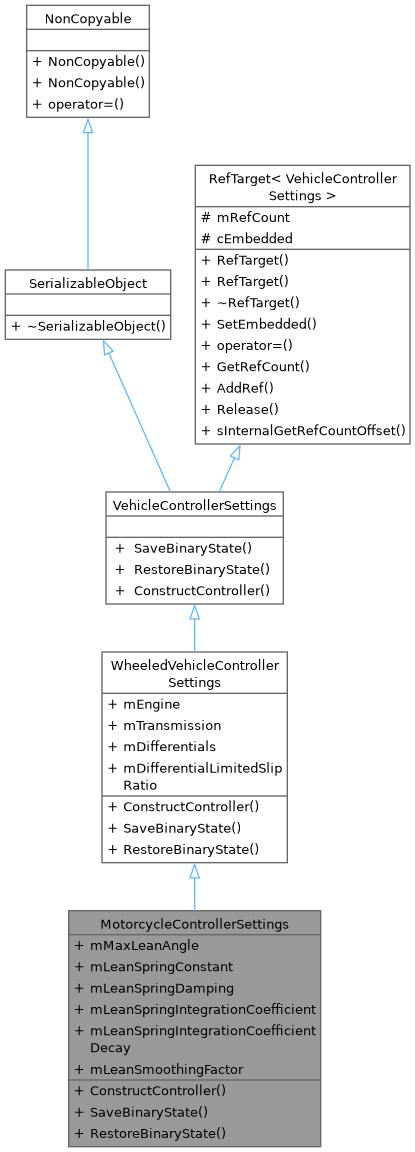 NonCopyable
+ NonCopyable()
+ NonCopyable()
+ operator=()
RefTarget< VehicleController
Settings >
# mRefCount
# cEmbedded
+ RefTarget()
+ RefTarget()
+ ~RefTarget()
+ SetEmbedded()
+ operator=()
+ GetRefCount()
+ AddRef()
+ Release()
+ sInternalGetRefCountOffset()
SerializableObject
+ ~SerializableObject()
VehicleControllerSettings
+ SaveBinaryState()
+ RestoreBinaryState()
+ ConstructController()
WheeledVehicleController
Settings
+ mEngine
+ mTransmission
+ mDifferentials
+ mDifferentialLimitedSlip
Ratio
+ ConstructController()
+ SaveBinaryState()
+ RestoreBinaryState()
MotorcycleControllerSettings
+ mMaxLeanAngle
+ mLeanSpringConstant
+ mLeanSpringDamping
+ mLeanSpringIntegrationCoefficient
+ mLeanSpringIntegrationCoefficient
Decay
+ mLeanSmoothingFactor
+ ConstructController()
+ SaveBinaryState()
+ RestoreBinaryState()